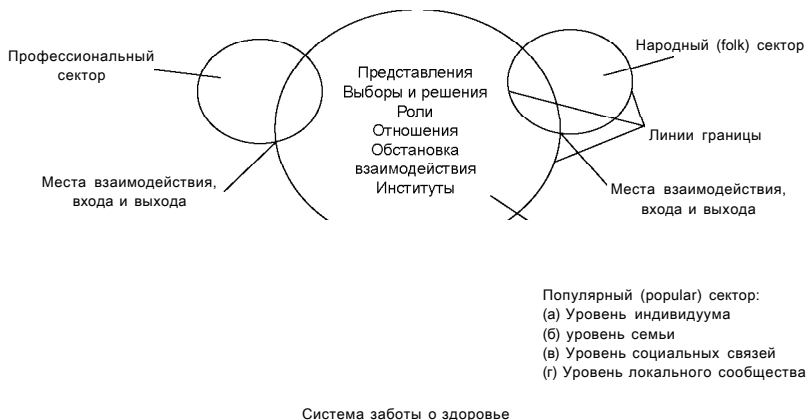 Профессиональный
сектор
Народный (folk) сектор
Представления
Выборы и решения
Роли
Отношения
Обстановка
взаимодействия
Институты
Линии границы
Места взаимодействия,
входа и выхода
Места взаимодействия,
входа и выхода
Популярный (popular) сектор:
(а) Уровень индивидуума
(б) уровень семьи
(в) Уровень социальных связей
(г) Уровень локального сообщества
Система заботы о здоровье